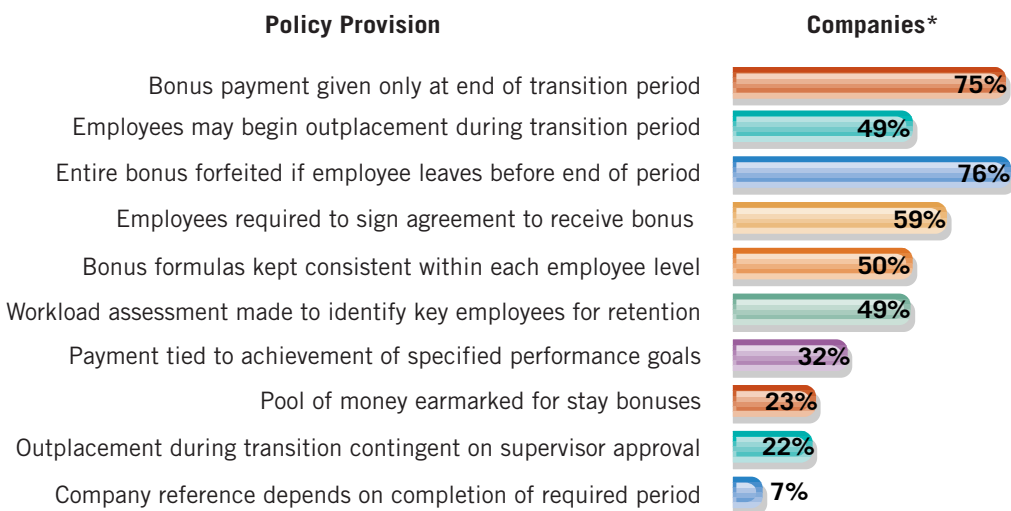 Policy Provision Companies*
Bonus payment given only at end of transition period 75%
Employees may begin outplacement during transition period 49%
Entire bonus forfeited if employee leaves before end of period 76%
Employees required to sign agreement to receive bonus 59%
Bonus formulas kept consistent within each employee level 50%
Workload assessment made to identify key employees for retention 49%
Payment tied to achievement of specified performance goals 32%
Pool of money earmarked for stay bonuses 23%
Outplacement during transition contingent on supervisor approval 22%
Company reference depends on completion of required period 7%